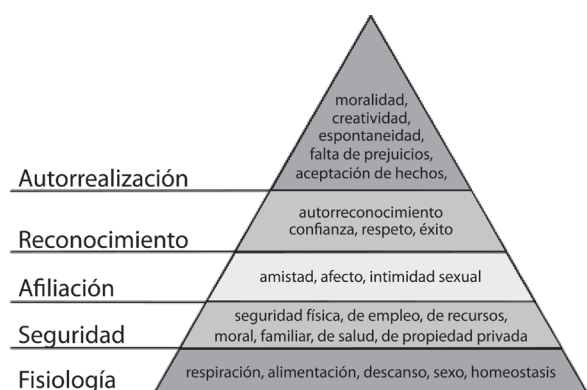 moralidad,
creatividad,
espontaneidad,
falta de prejuicios,
aceptación de hechos,
Autorrealización
autorreconocimiento
confianza, respeto, éxito
Reconocimiento
amistad, afecto, intimidad sexual
Afiliación
seguridad física, de empleo, de recursos,
moral, familiar, de salud, de propiedad privada
Seguridad
respiración, alimentación, descanso, sexo, homeostasis
Fisiología